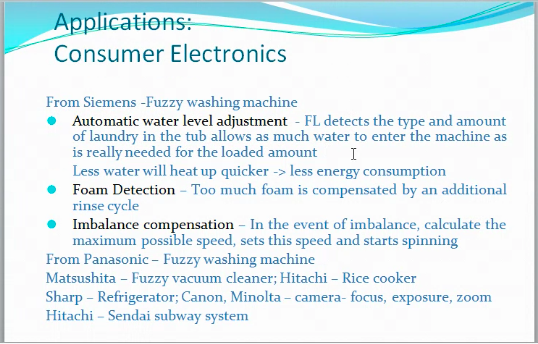 Applications:
Consumer Electronics
From Siemens -Fuzzy washing machine
Automatic water level adjustment - FL detects the type and amount
of laundry in the tub allows as much water to enter the machine as
is really needed for the loaded amount
Less water will heat up quicker -> less energy consumption
Foam Detection – Too much foam is compensated by an additional
rinse cycle
Imbalance compensation – In the event of imbalance, calculate the
maximum possible speed, sets this speed and starts spinning
From Panasonic – Fuzzy washing machine
Matsushita – Fuzzy vacuum cleaner; Hitachi – Rice cooker
Sharp – Refrigerator; Canon, Minolta – camera- focus, exposure, zoom
Hitachi – Sendai subway system